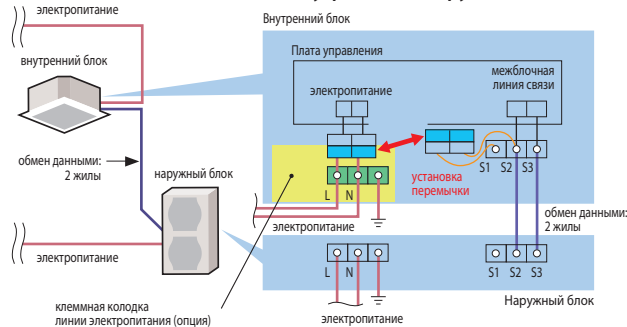 электропитание
Внутренний блок
Плата управления
внутренний блок
электропитание
межблочная
линия связи
обмен данными:
2 жилы
наружный блок
L N
установка
перемычки
S1 S2 S3
электропитание
обмен данными:
2 жилы
электропитание
L N
S1 S2 S3
клеммная колодка
линии электропитания (опция)
электропитание
Наружный блок